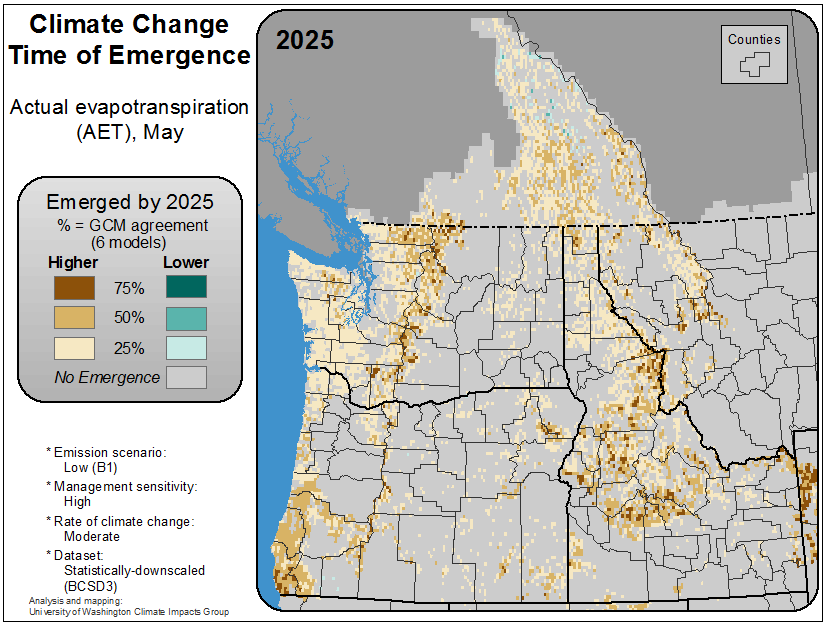 Climate Change
Time of Emergence
Actual evapotranspiration
(AET), May
Emerged by 2025
% = GCM agreement
(6 models)
Higher Lower
75%
50%
25%
No Emergence
* Emission scenario:
Low (B1)
* Management sensitivity:
High
* Rate of climate change:
Moderate
* Dataset:
Statistically-downscaled
(BCSD3)
Analysis and mapping:
University of Washington Climate Impacts Group
2025
Counties